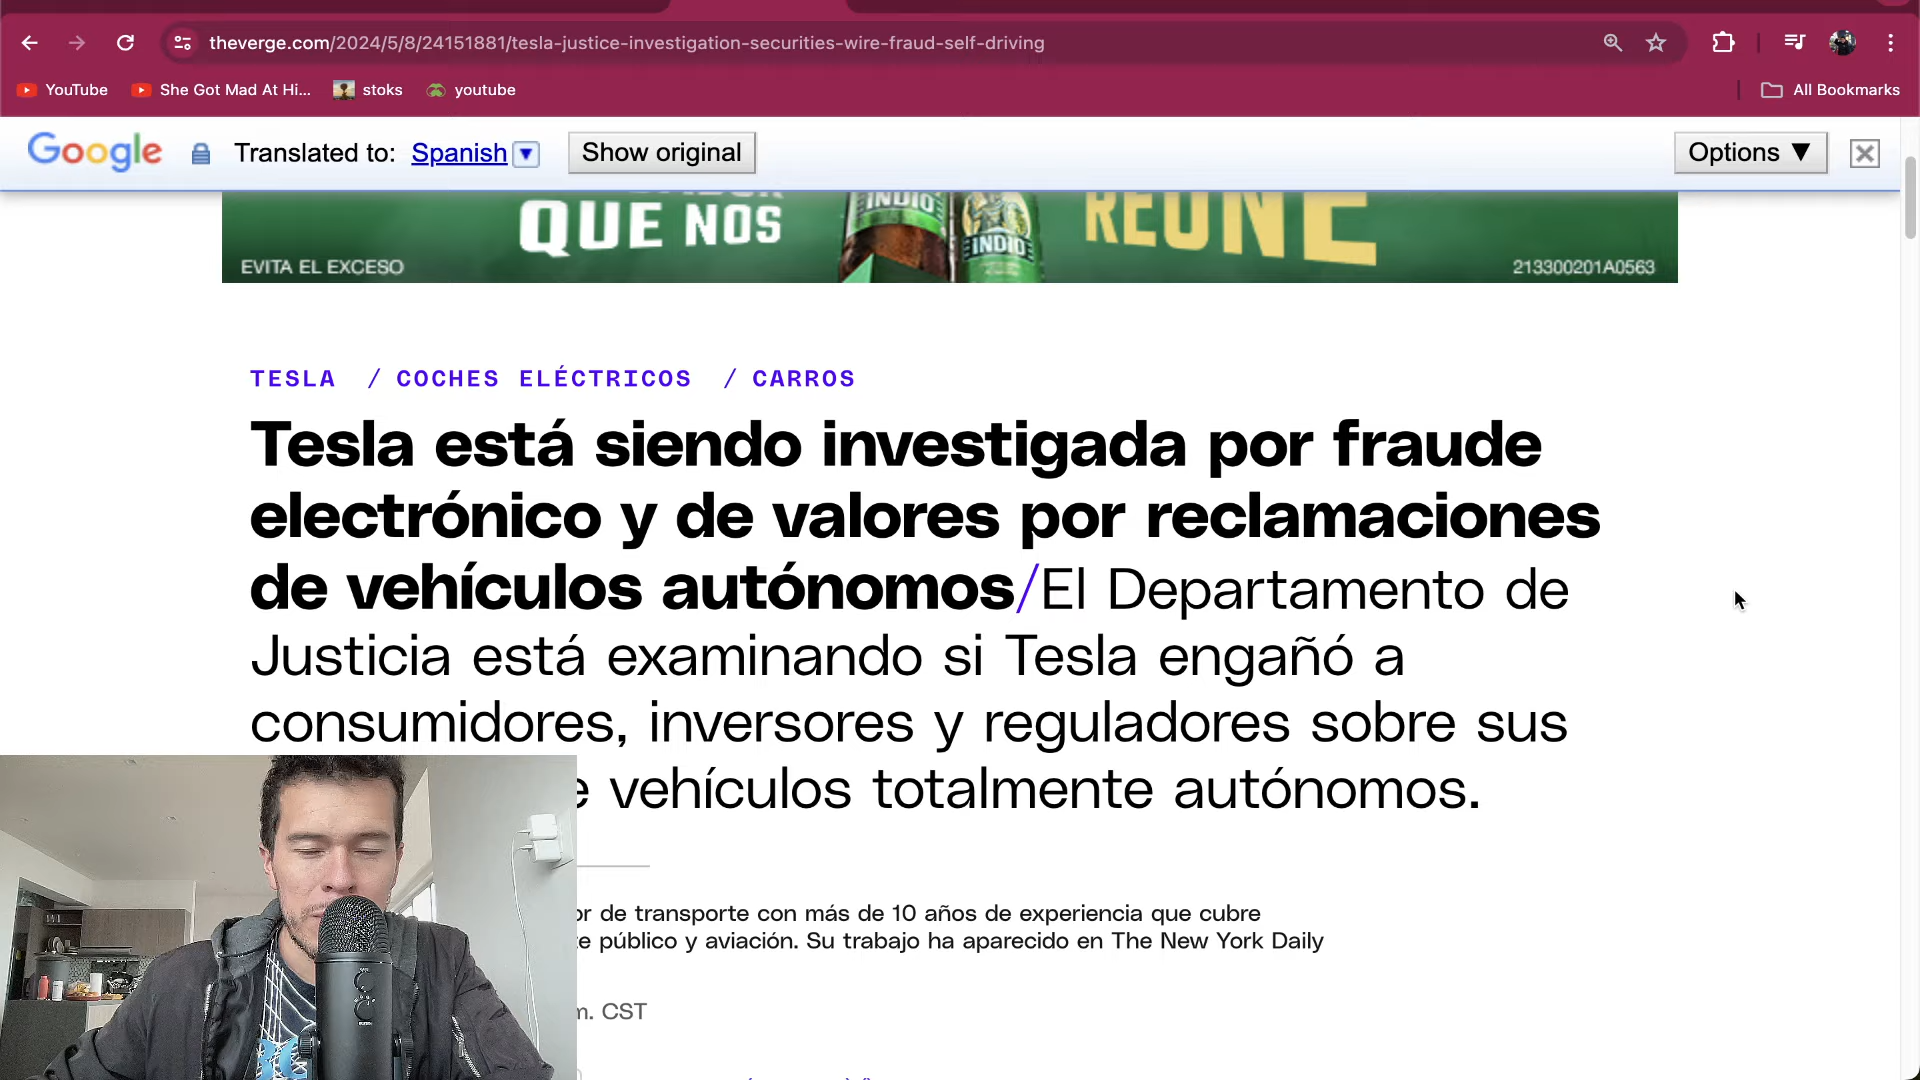 theverge.com/2024/5/8/24151881/tesla-justice-investigation-securities-wire-fraud-self-driving
YouTube She Got Mad At Hi... stoks youtube All Bookmarks
Google Translated to: Spanish Show original Options ▼
QUE NOS INDIO INDIO REÚNE
EVITA EL EXCESO 213300201A0563
TESLA / COCHES ELÉCTRICOS / CARROS
Tesla está siendo investigada por fraude
electrónico y de valores por reclamaciones
de vehículos autónomos/El Departamento de
Justicia está examinando si Tesla engañó a
consumidores, inversores y reguladores sobre sus
vehículos totalmente autónomos.
de transporte con más de 10 años de experiencia que cubre
público y aviación. Su trabajo ha aparecido en The New York Daily
m. CST